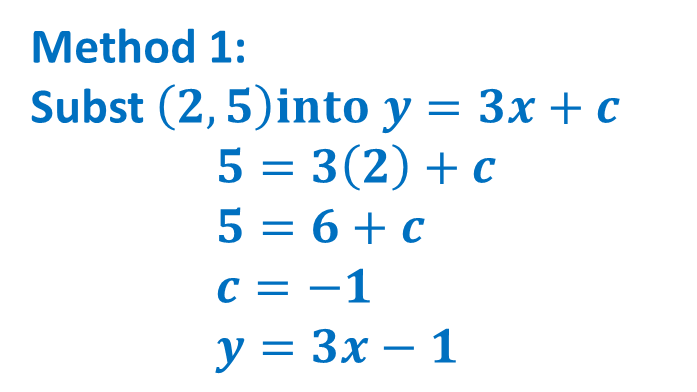 Method 1:
Subst (2, 5)into y = 3x + c
5 = 3(2) + c
5 = 6 + c
c = −1
y = 3x − 1